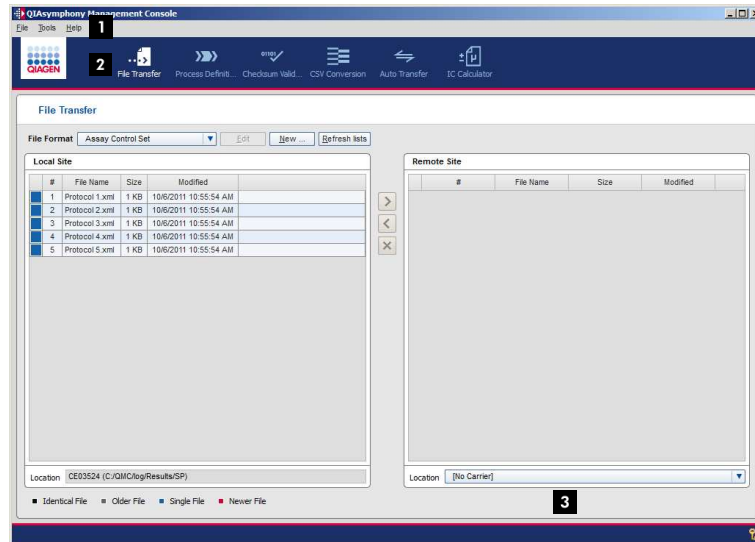 QIAsymphony Management Console
File Tools Help 1
QIAGEN
2
File Transfer Process Definiti... Checksum Valid... CSV Conversion Auto Transfer IC Calculator
File Transfer
File Format Assay Control Set Edit New ... Refresh lists
Local Site
# File Name Size Modified
1 Protocol 1.xml 1 KB 10/6/2011 10:55:54 AM
2 Protocol 2.xml 1 KB 10/6/2011 10:55:54 AM
3 Protocol 3.xml 1 KB 10/6/2011 10:55:54 AM
4 Protocol 4.xml 1 KB 10/6/2011 10:55:54 AM
5 Protocol 5.xml 1 KB 10/6/2011 10:55:54 AM
Location CE03524 (C:/QMC/log/Results/SP)
Remote Site
# File Name Size Modified
Location [No Carrier]
Identical File Older File Single File Newer File
3